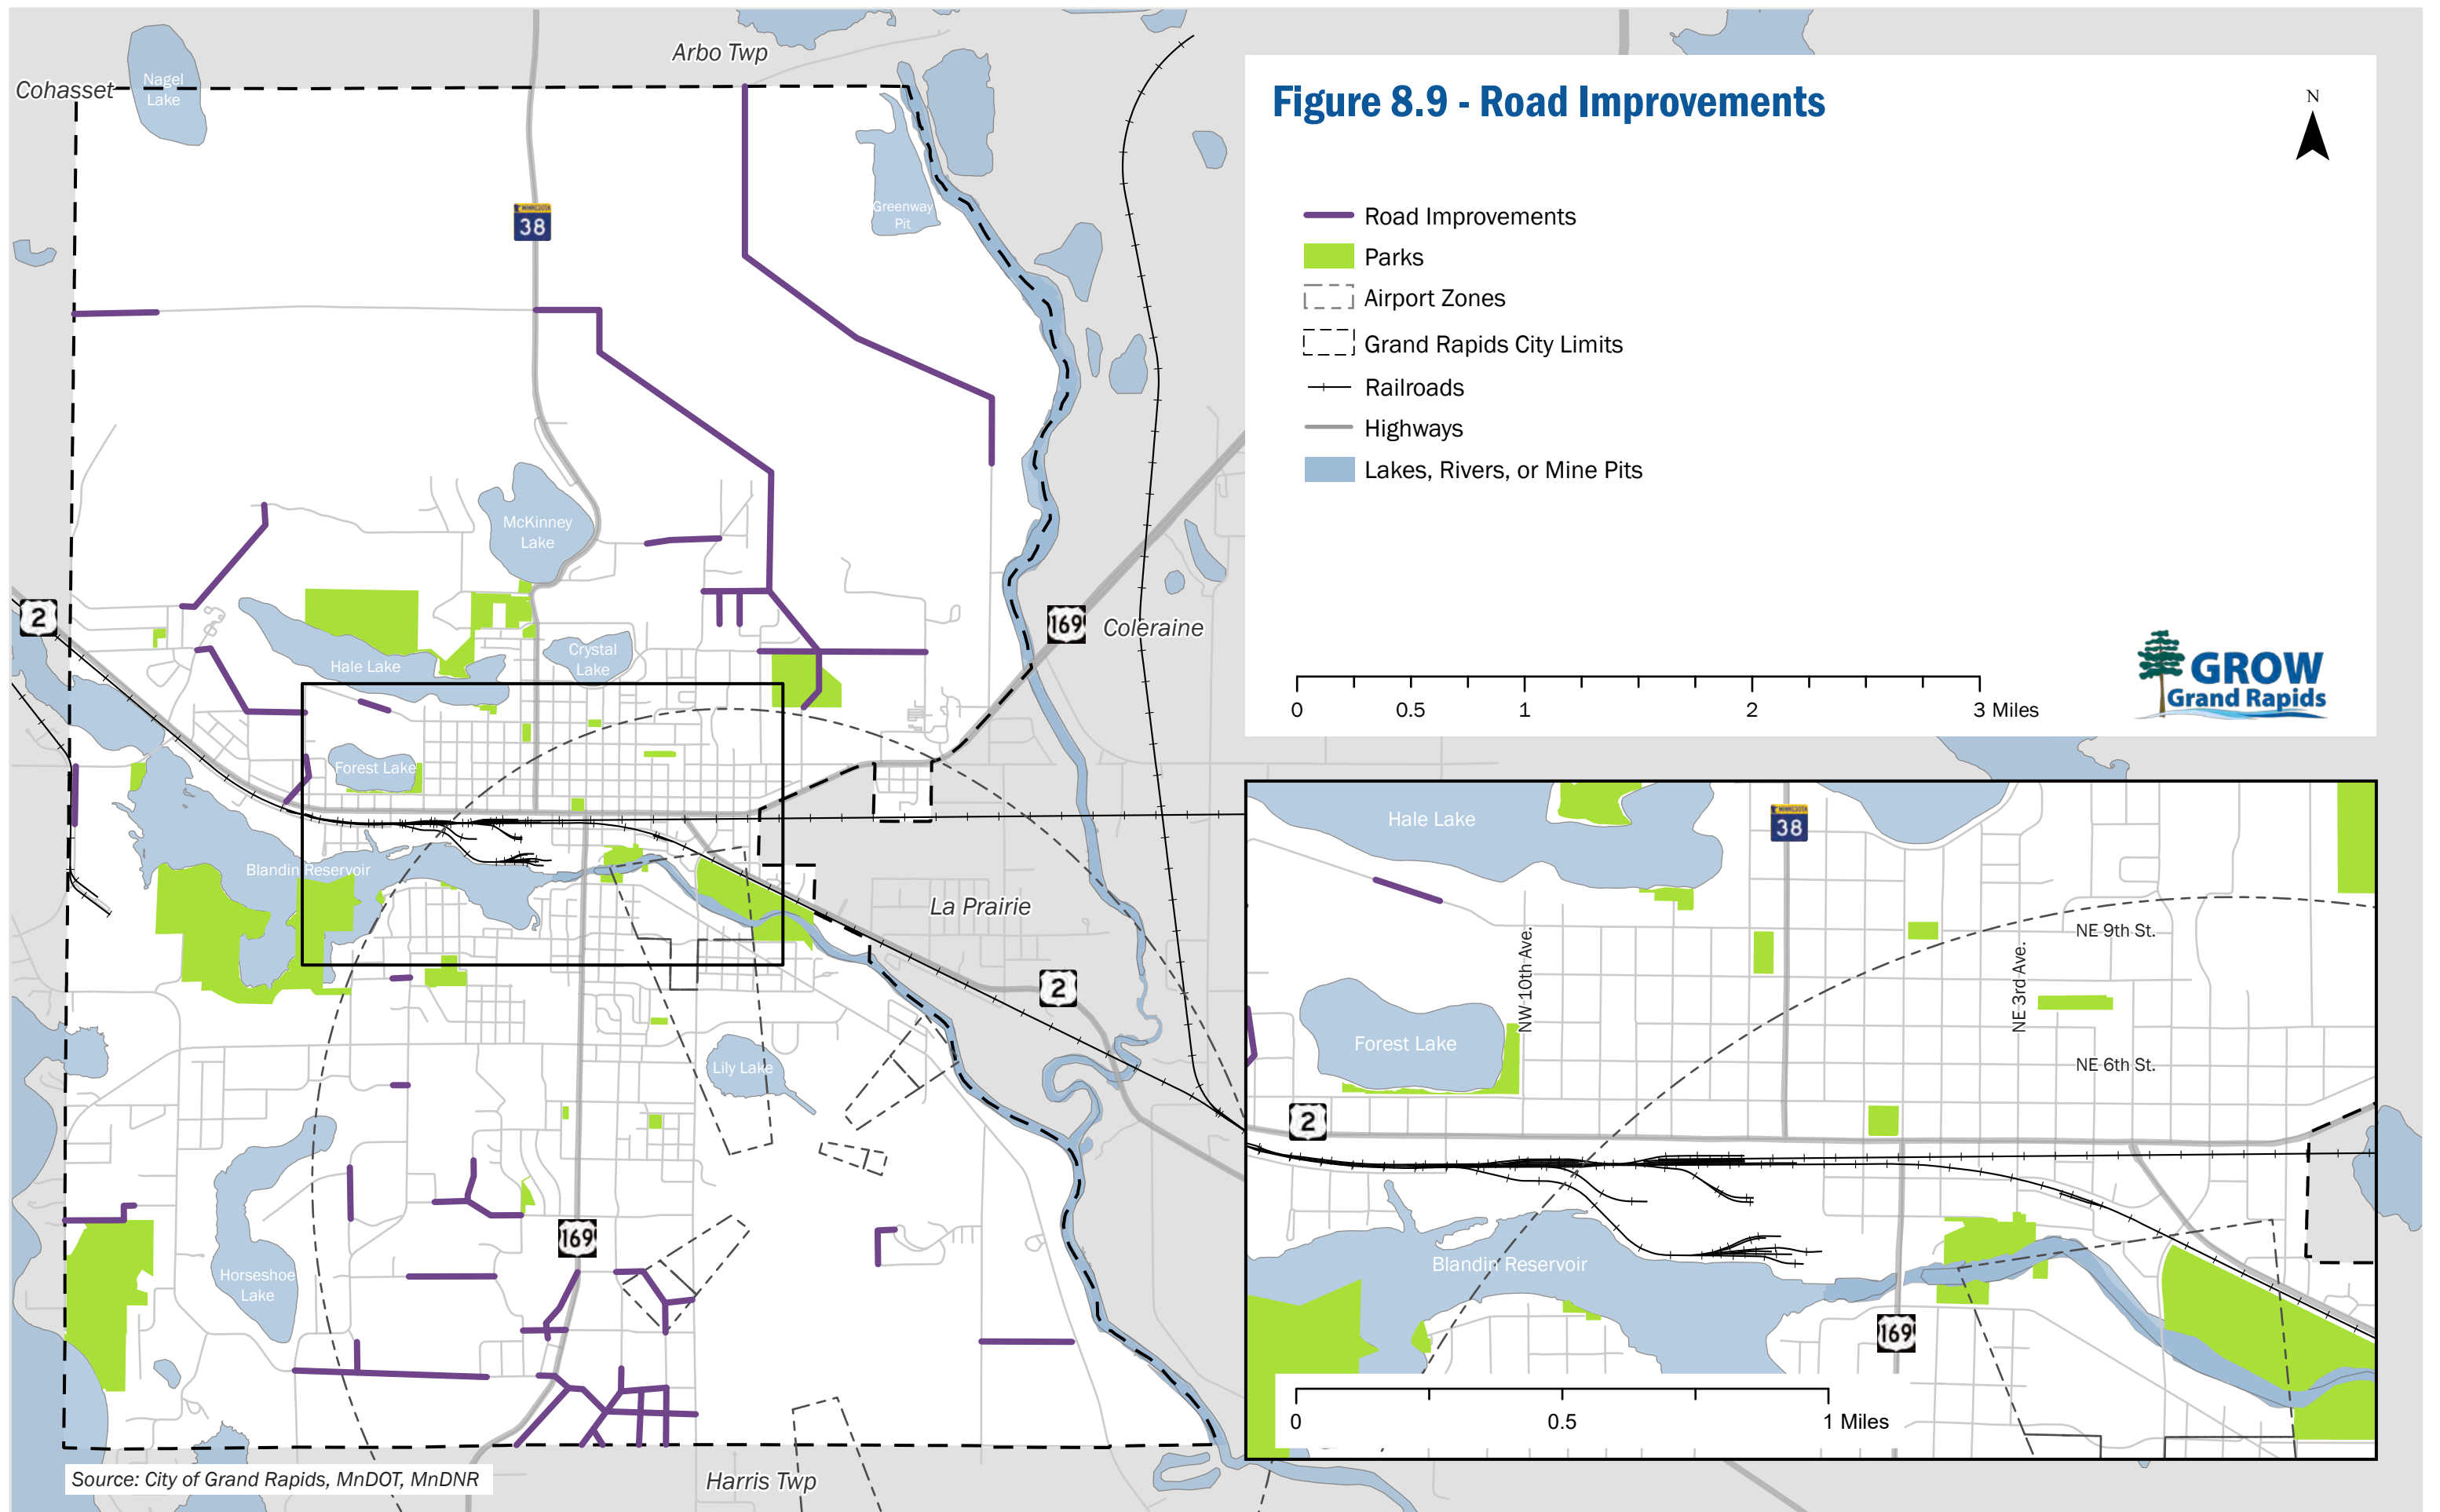 Arbo Twp
Cohasset
Nagel
Lake
MINNESOTA
38
Greenway
Pit
McKinney
Lake
2
169
Coleraine
Crystal
Lake
Hale Lake
Forest Lake
Blandin Reservoir
La Prairie
2
Lily Lake
169
Horseshoe
Lake
Harris Twp
Source: City of Grand Rapids, MnDOT, MnDNR
Figure 8.9 - Road Improvements
N
Road Improvements
Parks
Airport Zones
Grand Rapids City Limits
Railroads
Highways
Lakes, Rivers, or Mine Pits
0 0.5 1 2 3 Miles
GROW
Grand Rapids
Hale Lake
MINNESOTA
38
NE 9th St.
NW 10th Ave.
NE 3rd Ave.
Forest Lake
NE 6th St.
2
Blandin Reservoir
169
0 0.5 1 Miles